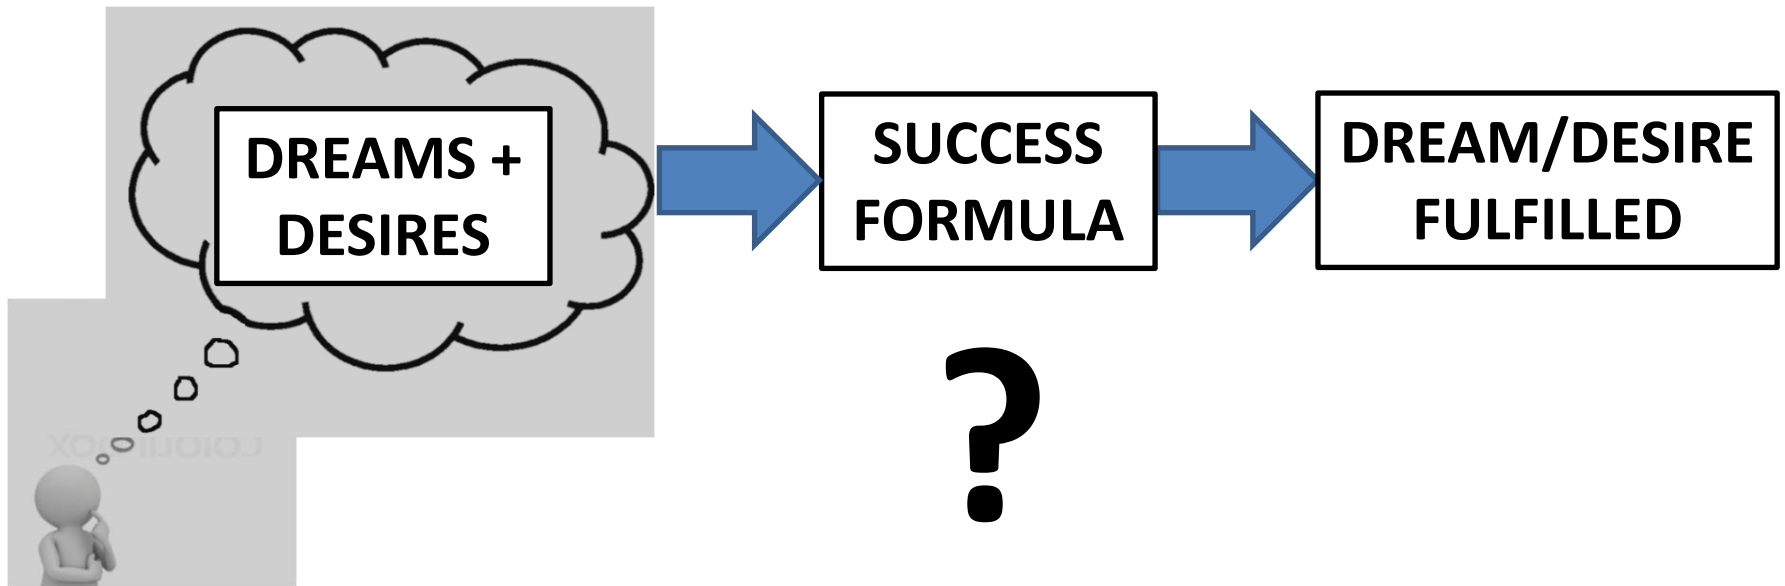 DREAMS +
DESIRES
SUCCESS
FORMULA
DREAM/DESIRE
FULFILLED
?